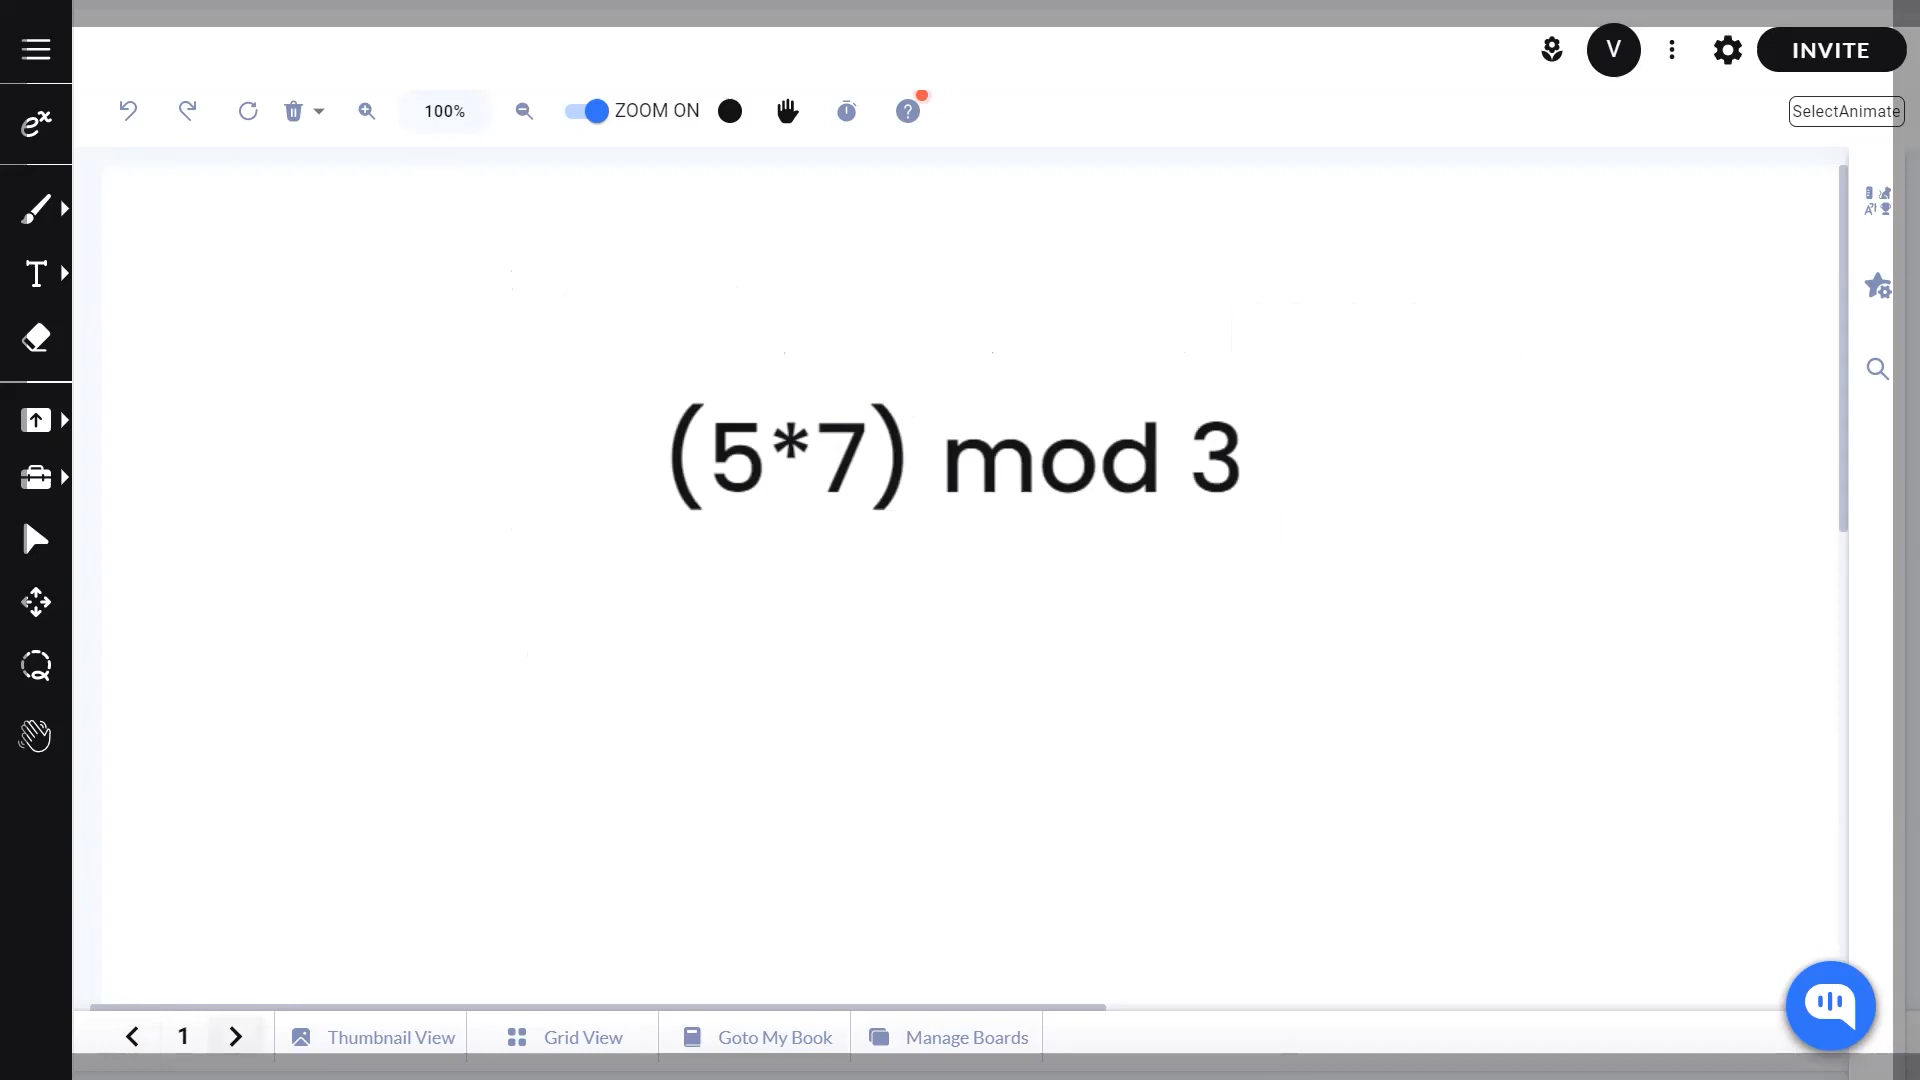 V
INVITE
100%
ZOOM ON
SelectAnimate
(5*7) mod 3
1
Thumbnail View
Grid View
Goto My Book
Manage Boards